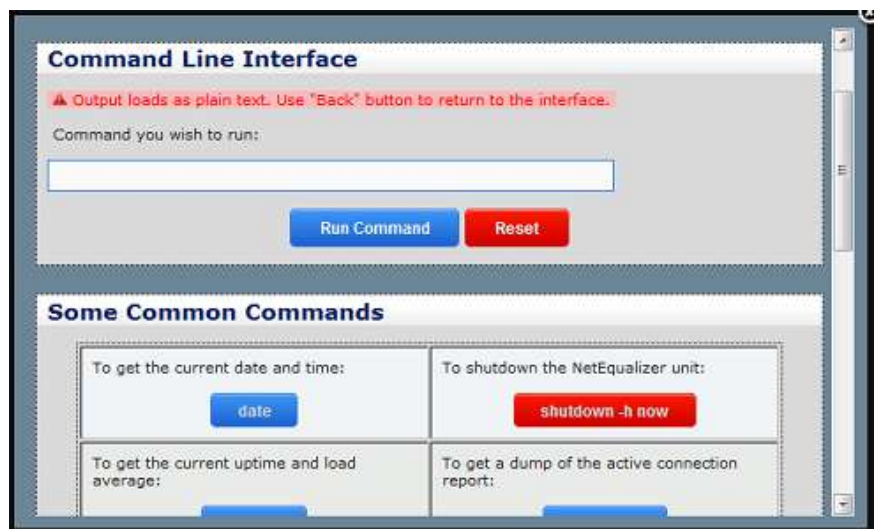 Command Line Interface
Output loads as plain text. Use "Back" button to return to the interface.
Command you wish to run:
Run Command
Reset
Some Common Commands
To get the current date and time:
date
To shutdown the NetEqualizer unit:
shutdown -h now
To get the current uptime and load
average:
To get a dump of the active connection
report: